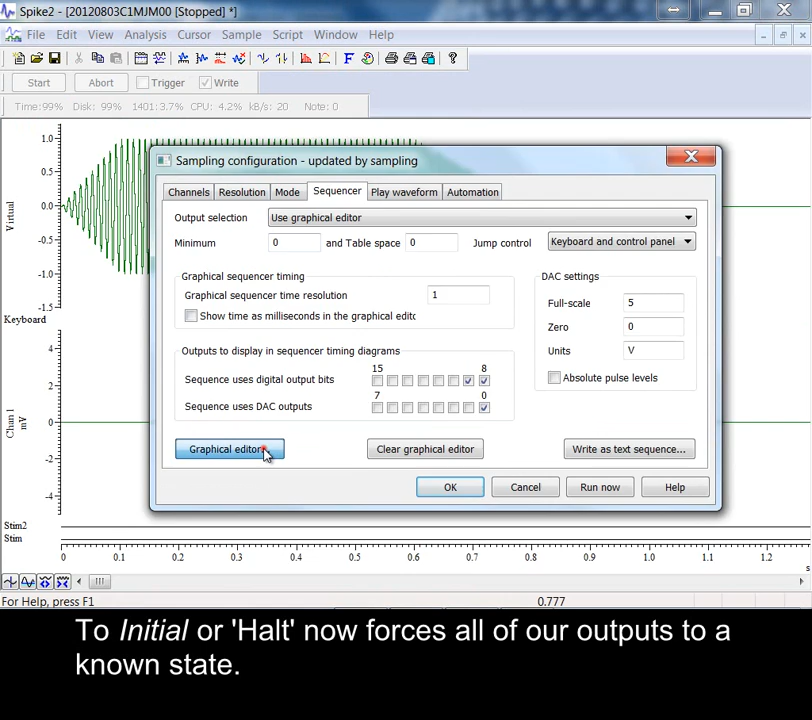 Spike2 - [20120803C1MJM00 [Stopped] *]
File Edit View Analysis Cursor Sample Script Window Help
Start Abort Trigger Write
Time:99% Disk: 99% 1401:3.7% CPU: 4.2% kB/s: 20 Note: 0
1.0
0.5
0.0
-0.5
-1.0
-1.5
Virtual
Keyboard
4
2
0
-2
-4
Chan 1
mV
Stim2
Stim
0 0.1 0.2 0.3 0.4 0.5 0.6 0.7 0.8 0.9 1.0 1.1 1.2
s
Sampling configuration - updated by sampling
Channels Resolution Mode Sequencer Play waveform Automation
Output selection Use graphical editor
Minimum 0 and Table space 0 Jump control Keyboard and control panel
Graphical sequencer timing
Graphical sequencer time resolution 1
Show time as milliseconds in the graphical edito
DAC settings
Full-scale 5
Zero 0
Units V
Absolute pulse levels
Outputs to display in sequencer timing diagrams
15 8
Sequence uses digital output bits
7 0
Sequence uses DAC outputs
Graphical editor Clear graphical editor Write as text sequence...
OK Cancel Run now Help
For Help, press F1 0.777
To Initial or 'Halt' now forces all of our outputs to a
known state.